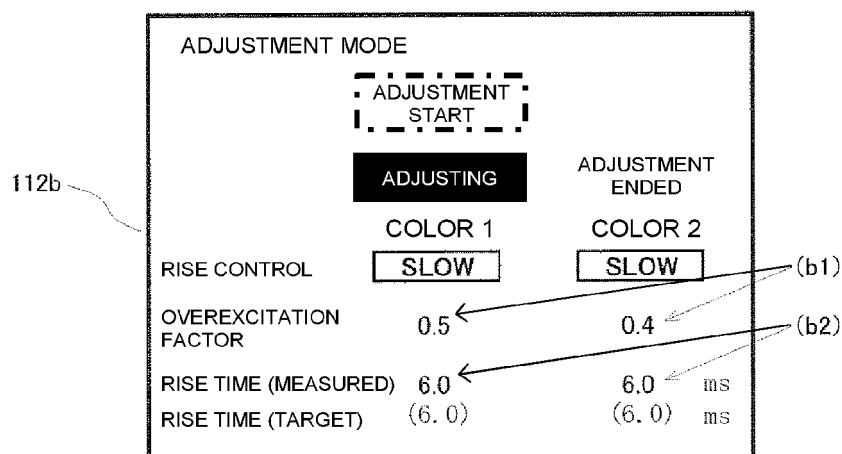 ADJUSTMENT MODE
ADJUSTMENT
START
ADJUSTING
ADJUSTMENT
ENDED
112b
COLOR 1 COLOR 2
RISE CONTROL SLOW SLOW (b1)
OVEREXCITATION
FACTOR 0.5 0.4 (b2)
RISE TIME (MEASURED) 6.0 6.0 ms
RISE TIME (TARGET) (6.0) (6.0) ms